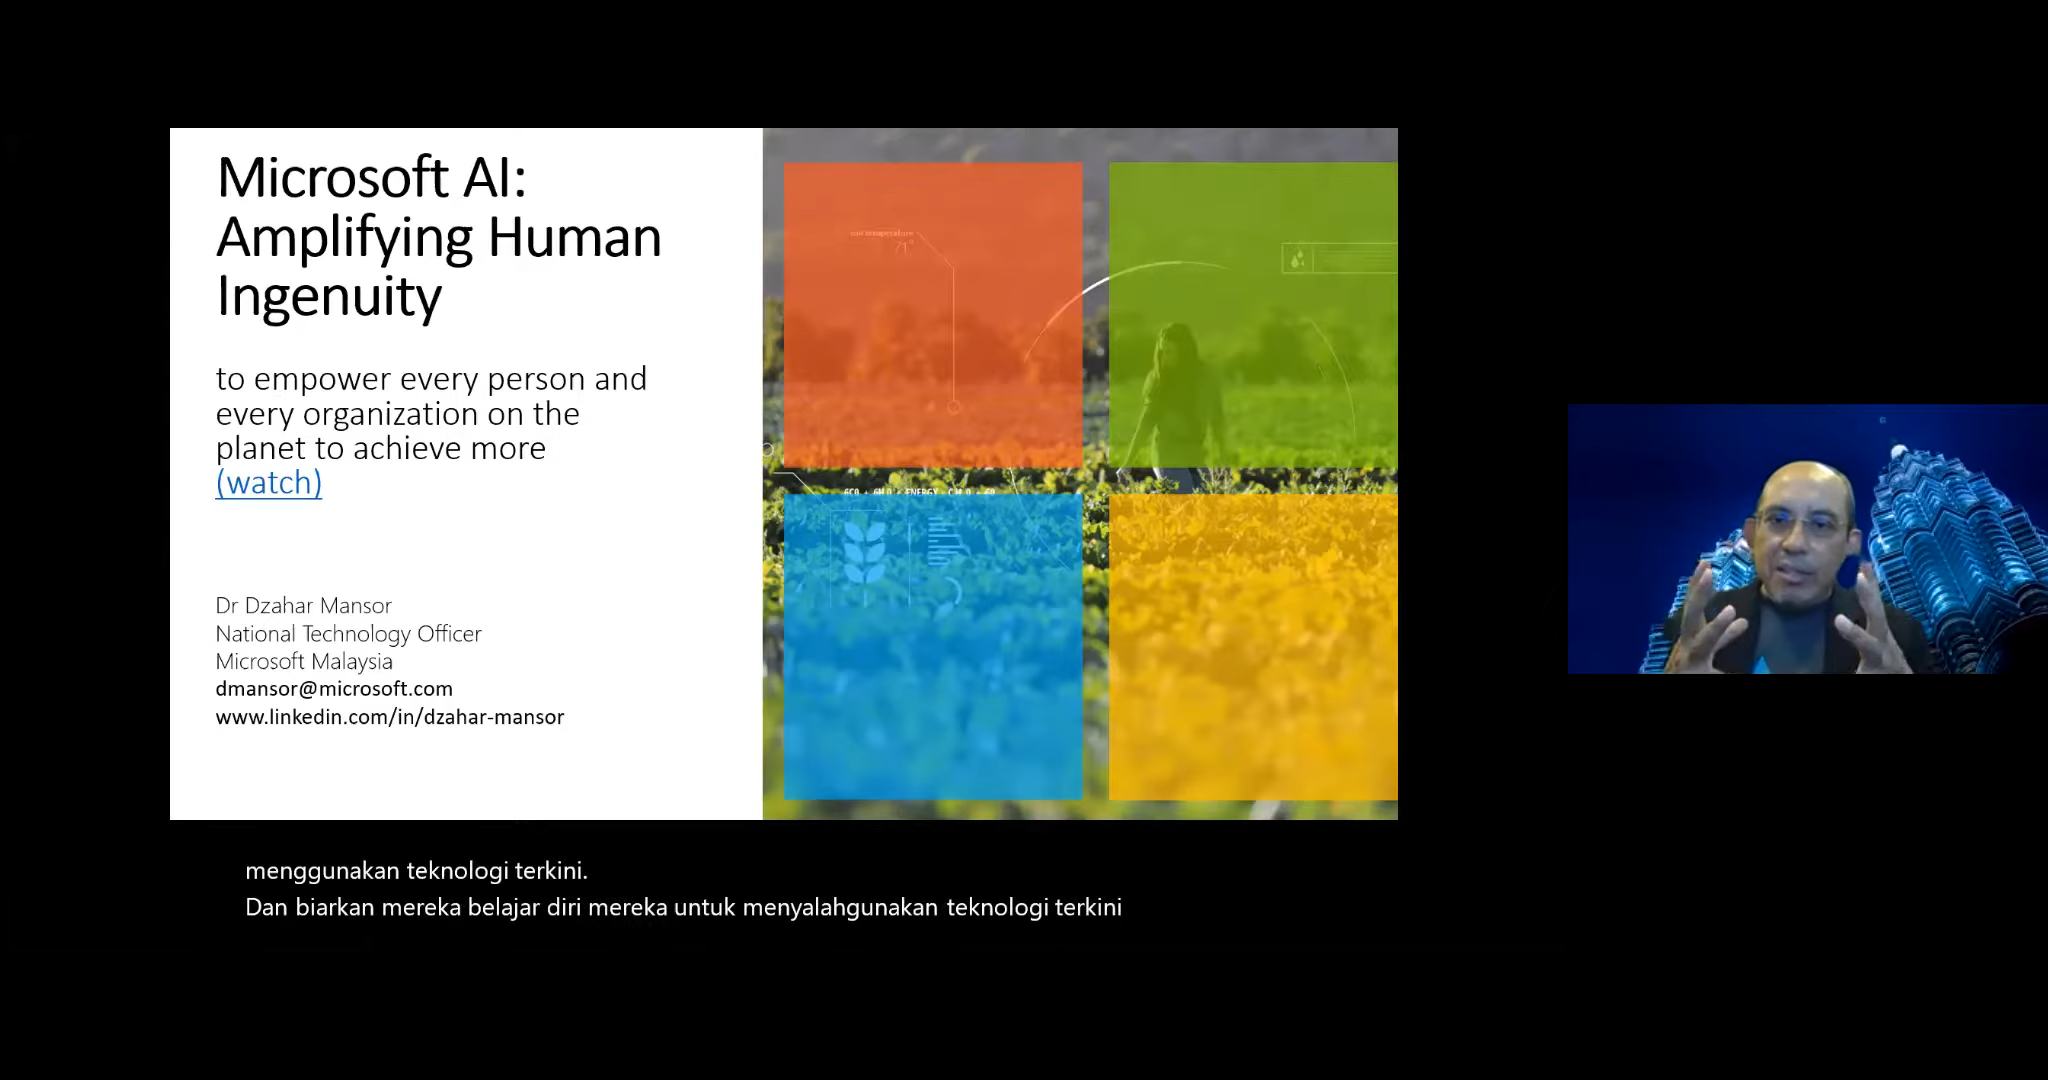 Microsoft AI:
Amplifying Human
Ingenuity
to empower every person and
every organization on the
planet to achieve more
(watch)
Dr Dzahar Mansor
National Technology Officer
Microsoft Malaysia
dmansor@microsoft.com
www.linkedin.com/in/dzahar-mansor
71°
menggunakan teknologi terkini.
Dan biarkan mereka belajar diri mereka untuk menyalahgunakan teknologi terkini